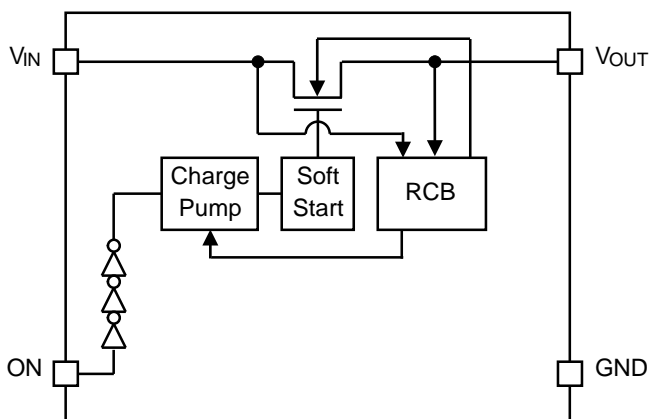 VIN
VOUT
Charge
Pump
Soft
Start
RCB
ON
GND